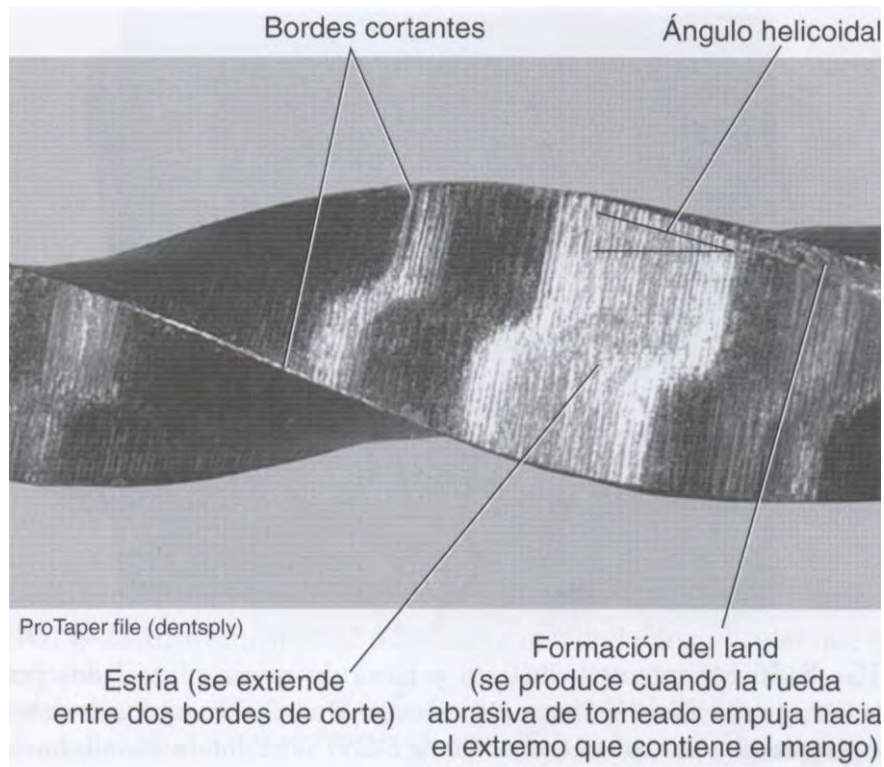 Bordes cortantes
Ángulo helicoidal
ProTaper file (dentsply)
Estría (se extiende
entre dos bordes de corte)
Formación del land
(se produce cuando la rueda
abrasiva de torneado empuja hacia
el extremo que contiene el mango)